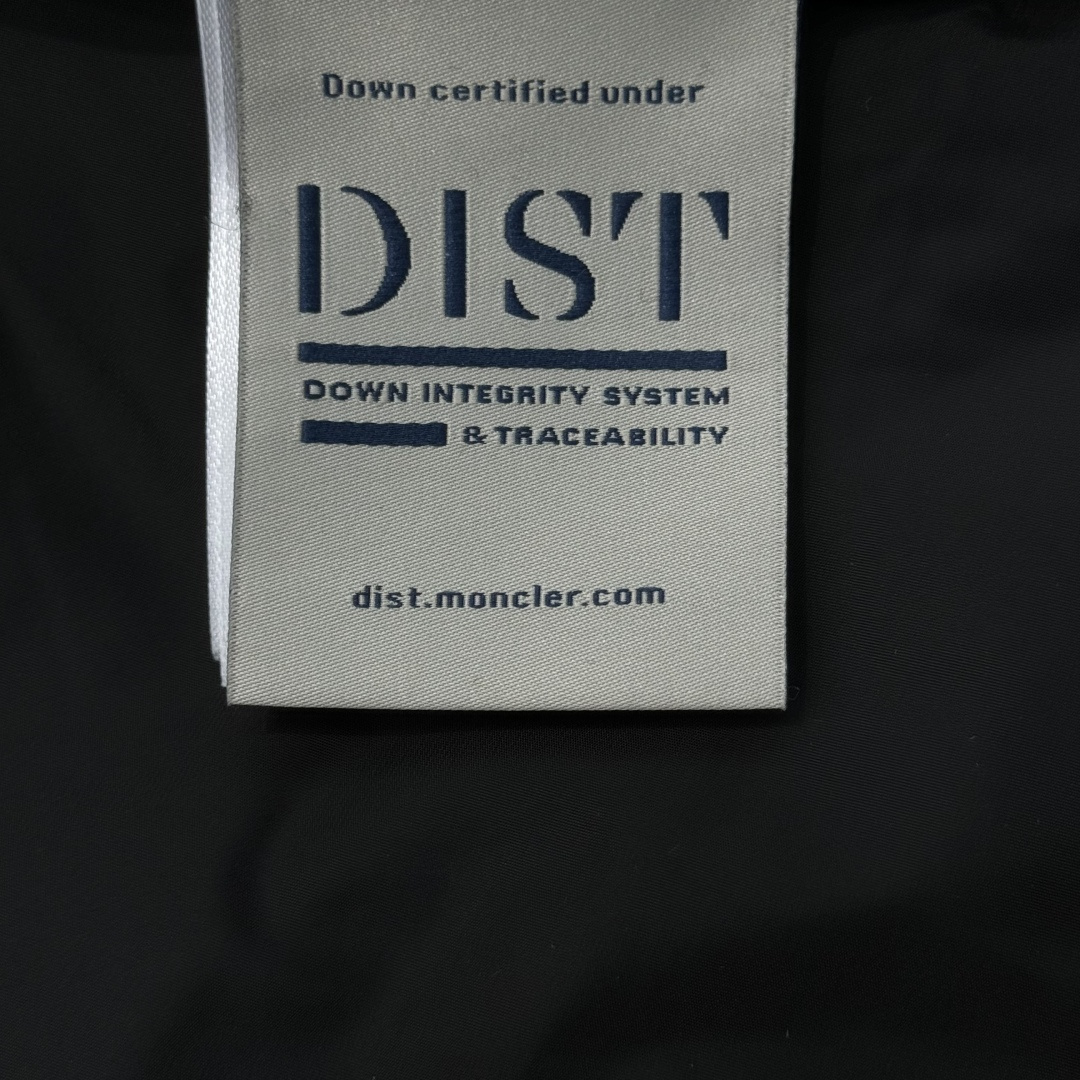 Down certified under
DIST
DOWN INTEGRITY SYSTEM
& TRACEABILITY
dist.moncler.com